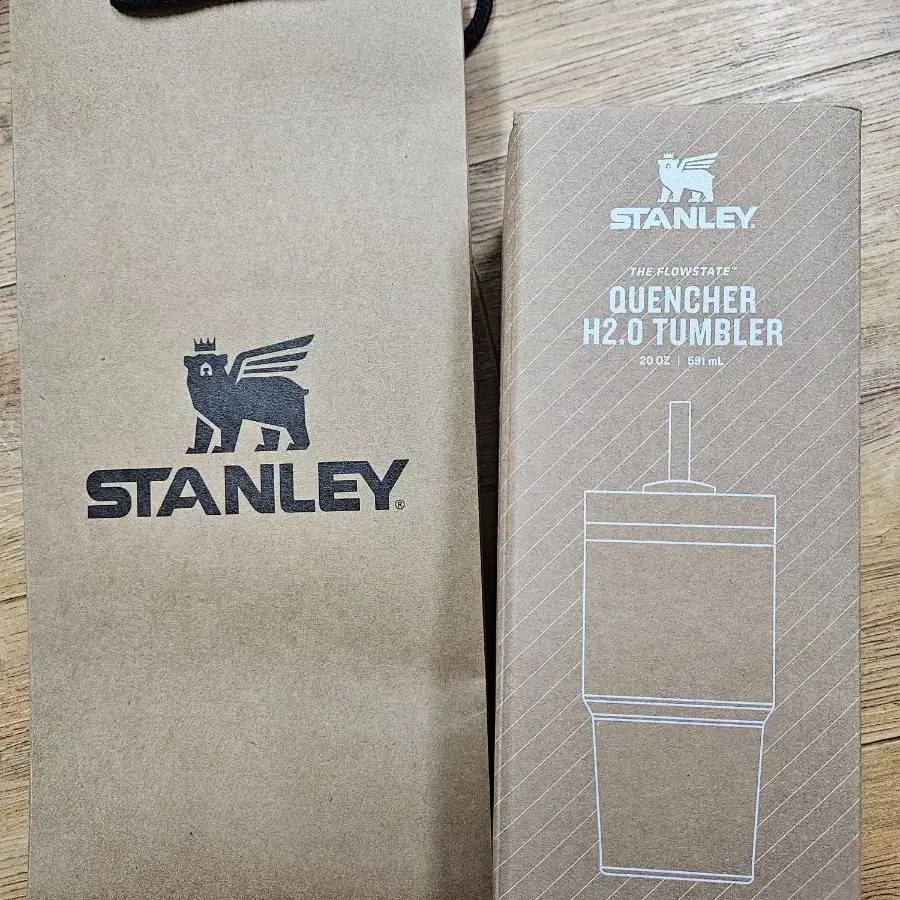 STANLEY®
STANLEY®
THE FLOWSTATE™
QUENCHER
H2.0 TUMBLER
20 OZ | 591 mL